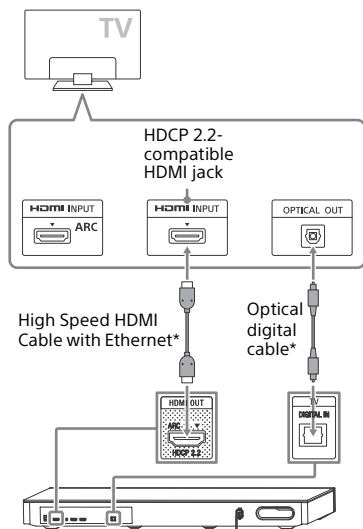 TV
HDCP 2.2-
compatible
HDMI jack
HDMI INPUT
ARC
HDMI INPUT
OPTICAL OUT
High Speed HDMI
Cable with Ethernet*
Optical
digital
cable*
HDMI OUT
ARC
HDCP 2.2
TV
DIGITAL IN